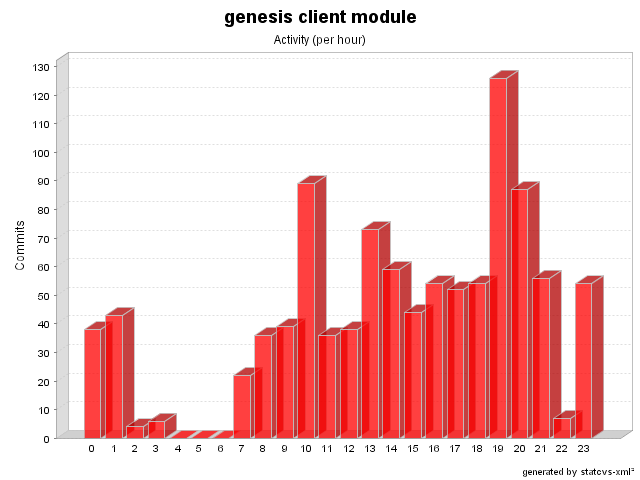 genesis client module
Activity (per hour)
130
120
110
100
90
80
70
60
50
40
30
20
10
0
Commits
0 1 2 3 4 5 6 7 8 9 10 11 12 13 14 15 16 17 18 19 20 21 22 23
generated by statcvs-xml²